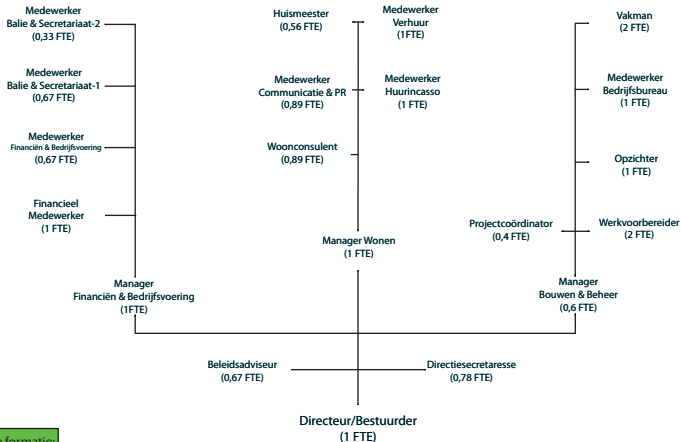 Medewerker
Balie & Secretariaat-2
(0,33 FTE)
Medewerker
Balie & Secretariaat-1
(0,67 FTE)
Medewerker
Financiën & Bedrijfsvoering
(0,67 FTE)
Financieel
Medewerker
(1 FTE)
Manager
Financiën & Bedrijfsvoering
(1FTE)
Huismeester
(0,56 FTE)
Medewerker
Verhuur
(1FTE)
Medewerker
Communicatie & PR
(0,89 FTE)
Medewerker
Huurincasso
(1 FTE)
Woonconsulent
(0,89 FTE)
Manager Wonen
(1 FTE)
Vakman
(2 FTE)
Medewerker
Bedrijfsbureau
(1 FTE)
Opzichter
(1 FTE)
Projectcoördinator
(0,4 FTE)
Werkvoorbereider
(2 FTE)
Manager
Bouwen & Beheer
(0,6 FTE)
Beleidsadviseur
(0,67 FTE)
Directiesecretaresse
(0,78 FTE)
Directeur/Bestuurder
(1 FTE)
formatie: